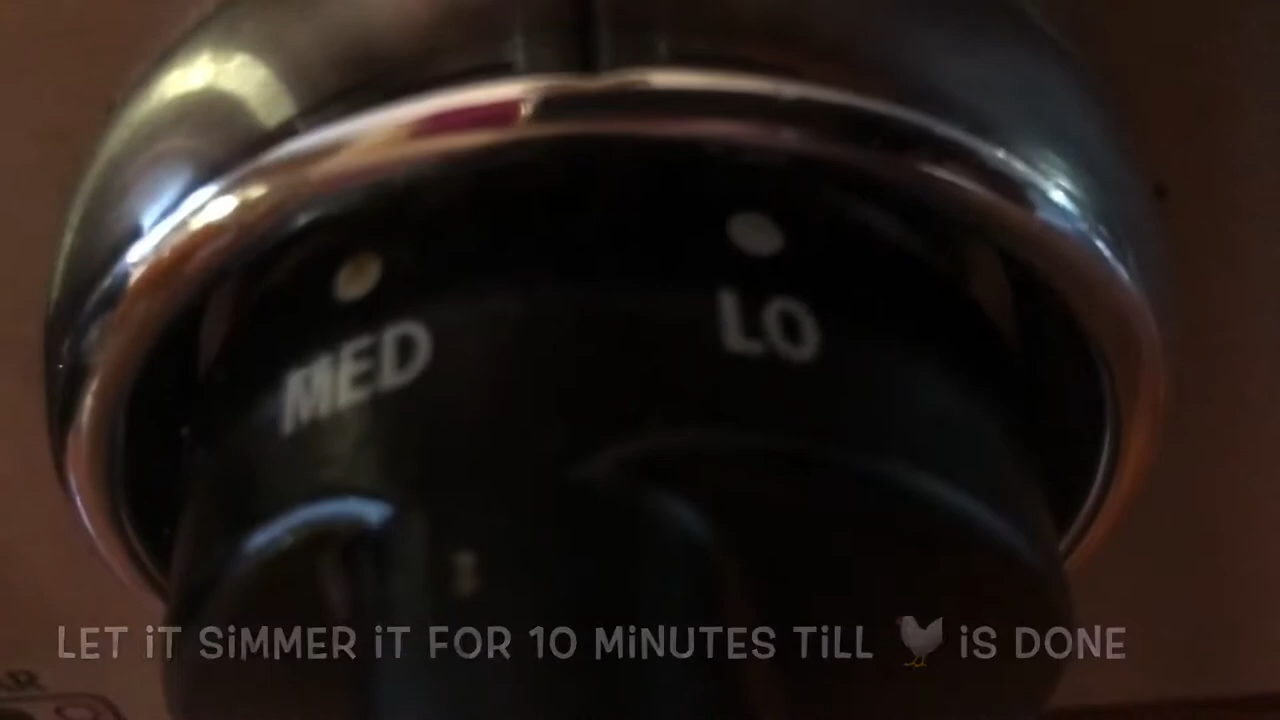 MED
LO
LET iT SiMMER iT FOR 10 MiNUTES TiLL 🐓 iS DONE